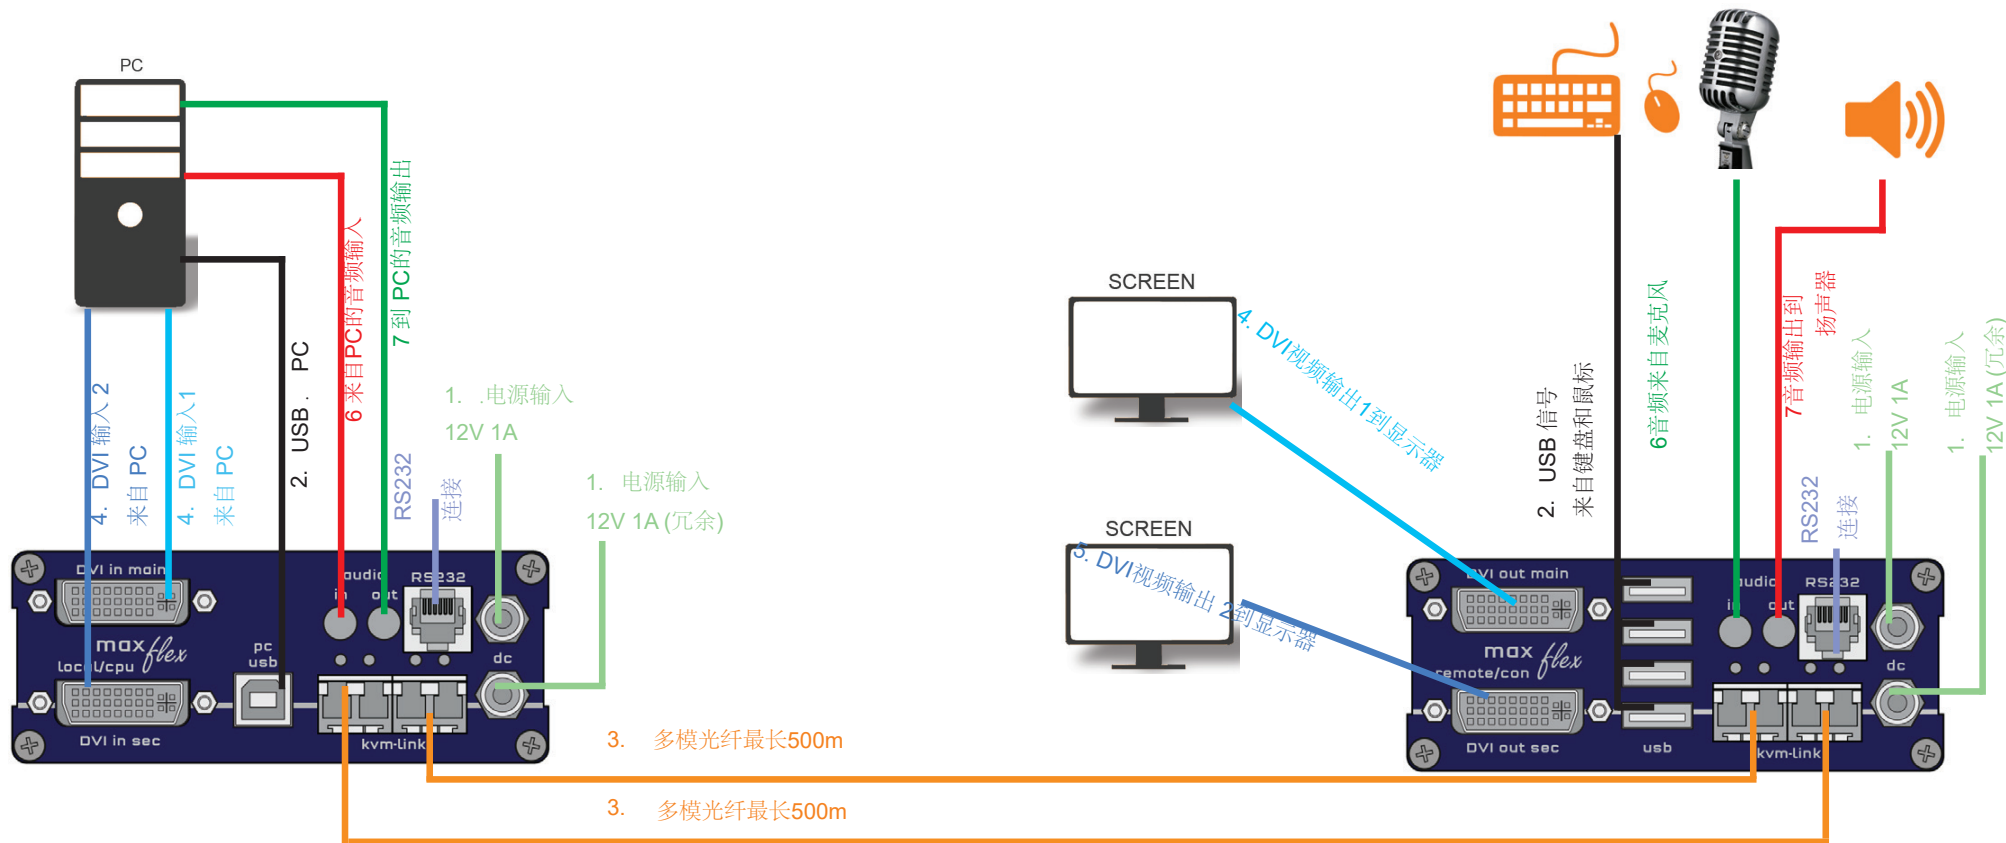 PC
6 来自PC的音频输入
7 到 PC的音频输出
2. USB . PC
4. DVI 输入 2
来自 PC
4. DVI 输入1
来自 PC
RS232
连接
1. .电源输入
12V 1A
1. 电源输入
12V 1A (冗余)
DVI in main
max flex
local/cpu
DVI in sec
pc
usb
audio
in
out
RS232
dc
kvm-link
3. 多模光纤最长500m
3. 多模光纤最长500m
SCREEN
4. DVI视频输出1到显示器
SCREEN
5. DVI视频输出 2到显示器
2. USB 信号
来自键盘和鼠标
6音频来自麦克风
7音频输出到
扬声器
RS232
连接
1. 电源输入
12V 1A
1. 电源输入
12V 1A (冗余)
DVI out main
max flex
remote/con
DVI out sec
usb
audio
in
out
RS232
dc
kvm-link